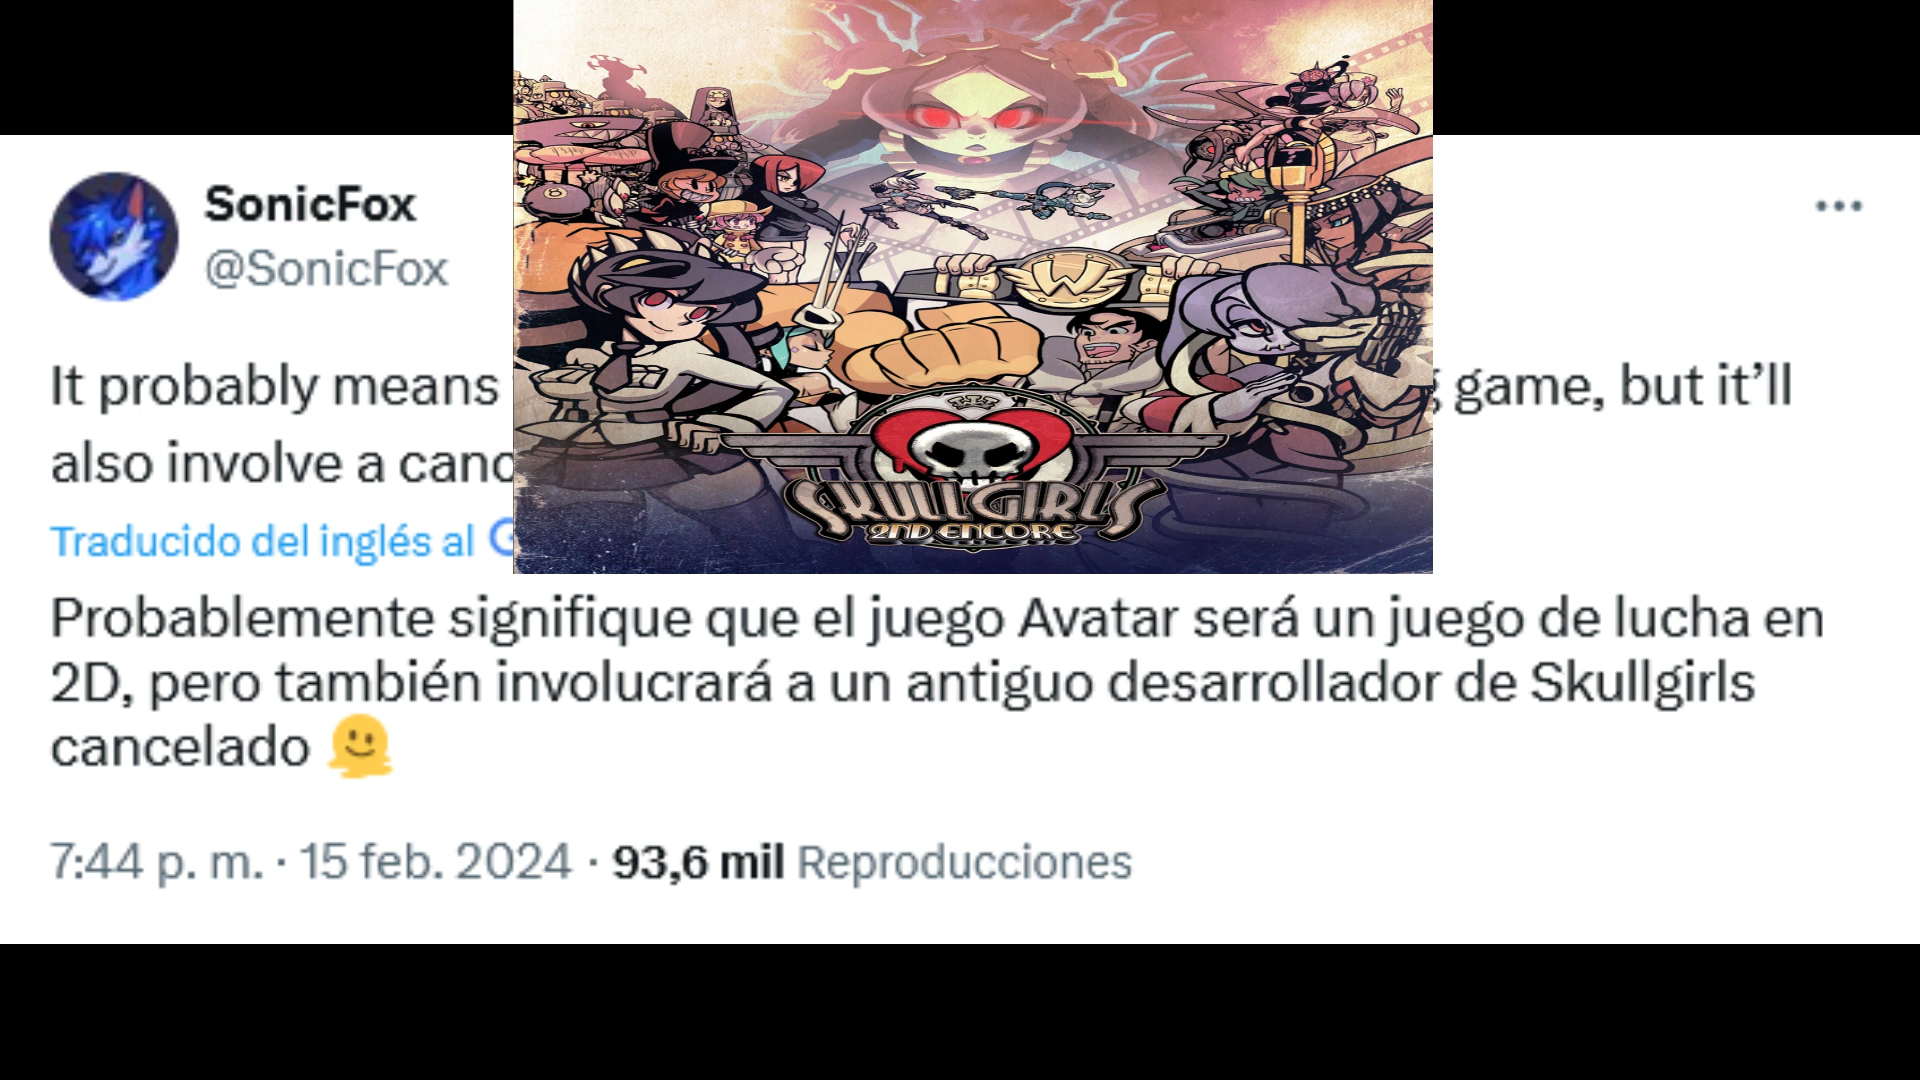 SonicFox
@SonicFox
It probably means
game, but it’ll
also involve a
Traducido del inglés al
Probablemente signifique que el juego Avatar será un juego de lucha en
2D, pero también involucrará a un antiguo desarrollador de Skullgirls
cancelado
7:44 p. m. · 15 feb. 2024 · 93,6 mil Reproducciones
W
SKULLGIRLS
2ND ENCORE